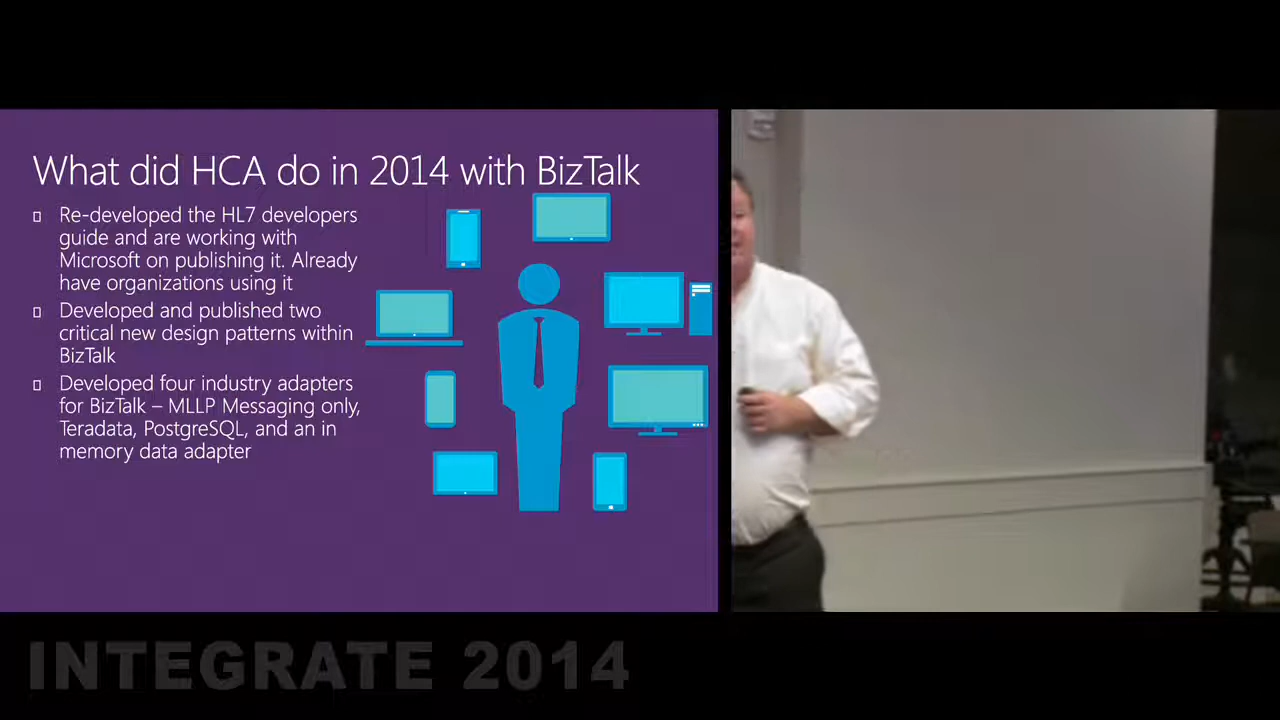 What did HCA do in 2014 with BizTalk
▯ Re-developed the HL7 developers
guide and are working with
Microsoft on publishing it. Already
have organizations using it
▯ Developed and published two
critical new design patterns within
BizTalk
▯ Developed four industry adapters
for BizTalk – MLLP Messaging only,
Teradata, PostgreSQL, and an in
memory data adapter
INTEGRATE 2014